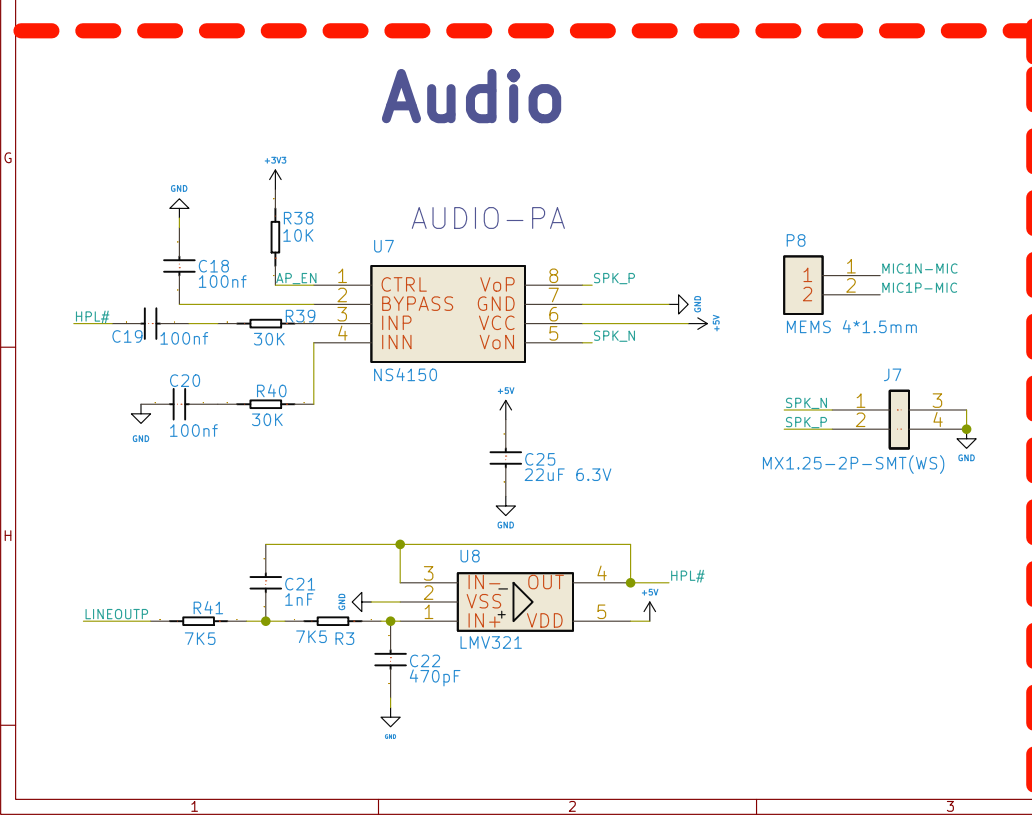 Audio
G
+3V3
GND
R38
10K
AUDIO-PA
U7
C18
100nf
AP_EN
1
CTRL
VoP
8
SPK_P
2
BYPASS
GND
7
GND
HPL#
R39
3
INP
VCC
6
+5V
C19
100nf
30K
4
INN
VoN
5
SPK_N
NS4150
P8
1
1
MIC1N-MIC
2
2
MIC1P-MIC
MEMS 4*1.5mm
C20
R40
GND
100nf
30K
+5V
C25
22uF 6.3V
GND
J7
SPK_N
1
3
SPK_P
2
4
GND
MX1.25-2P-SMT(WS)
H
U8
C21
1nF
3
IN-
OUT
4
HPL#
GND
2
VSS
+5V
LINEOUTP
R41
7K5
7K5 R3
1
IN+
VDD
5
LMV321
C22
470pF
GND
1
2
3